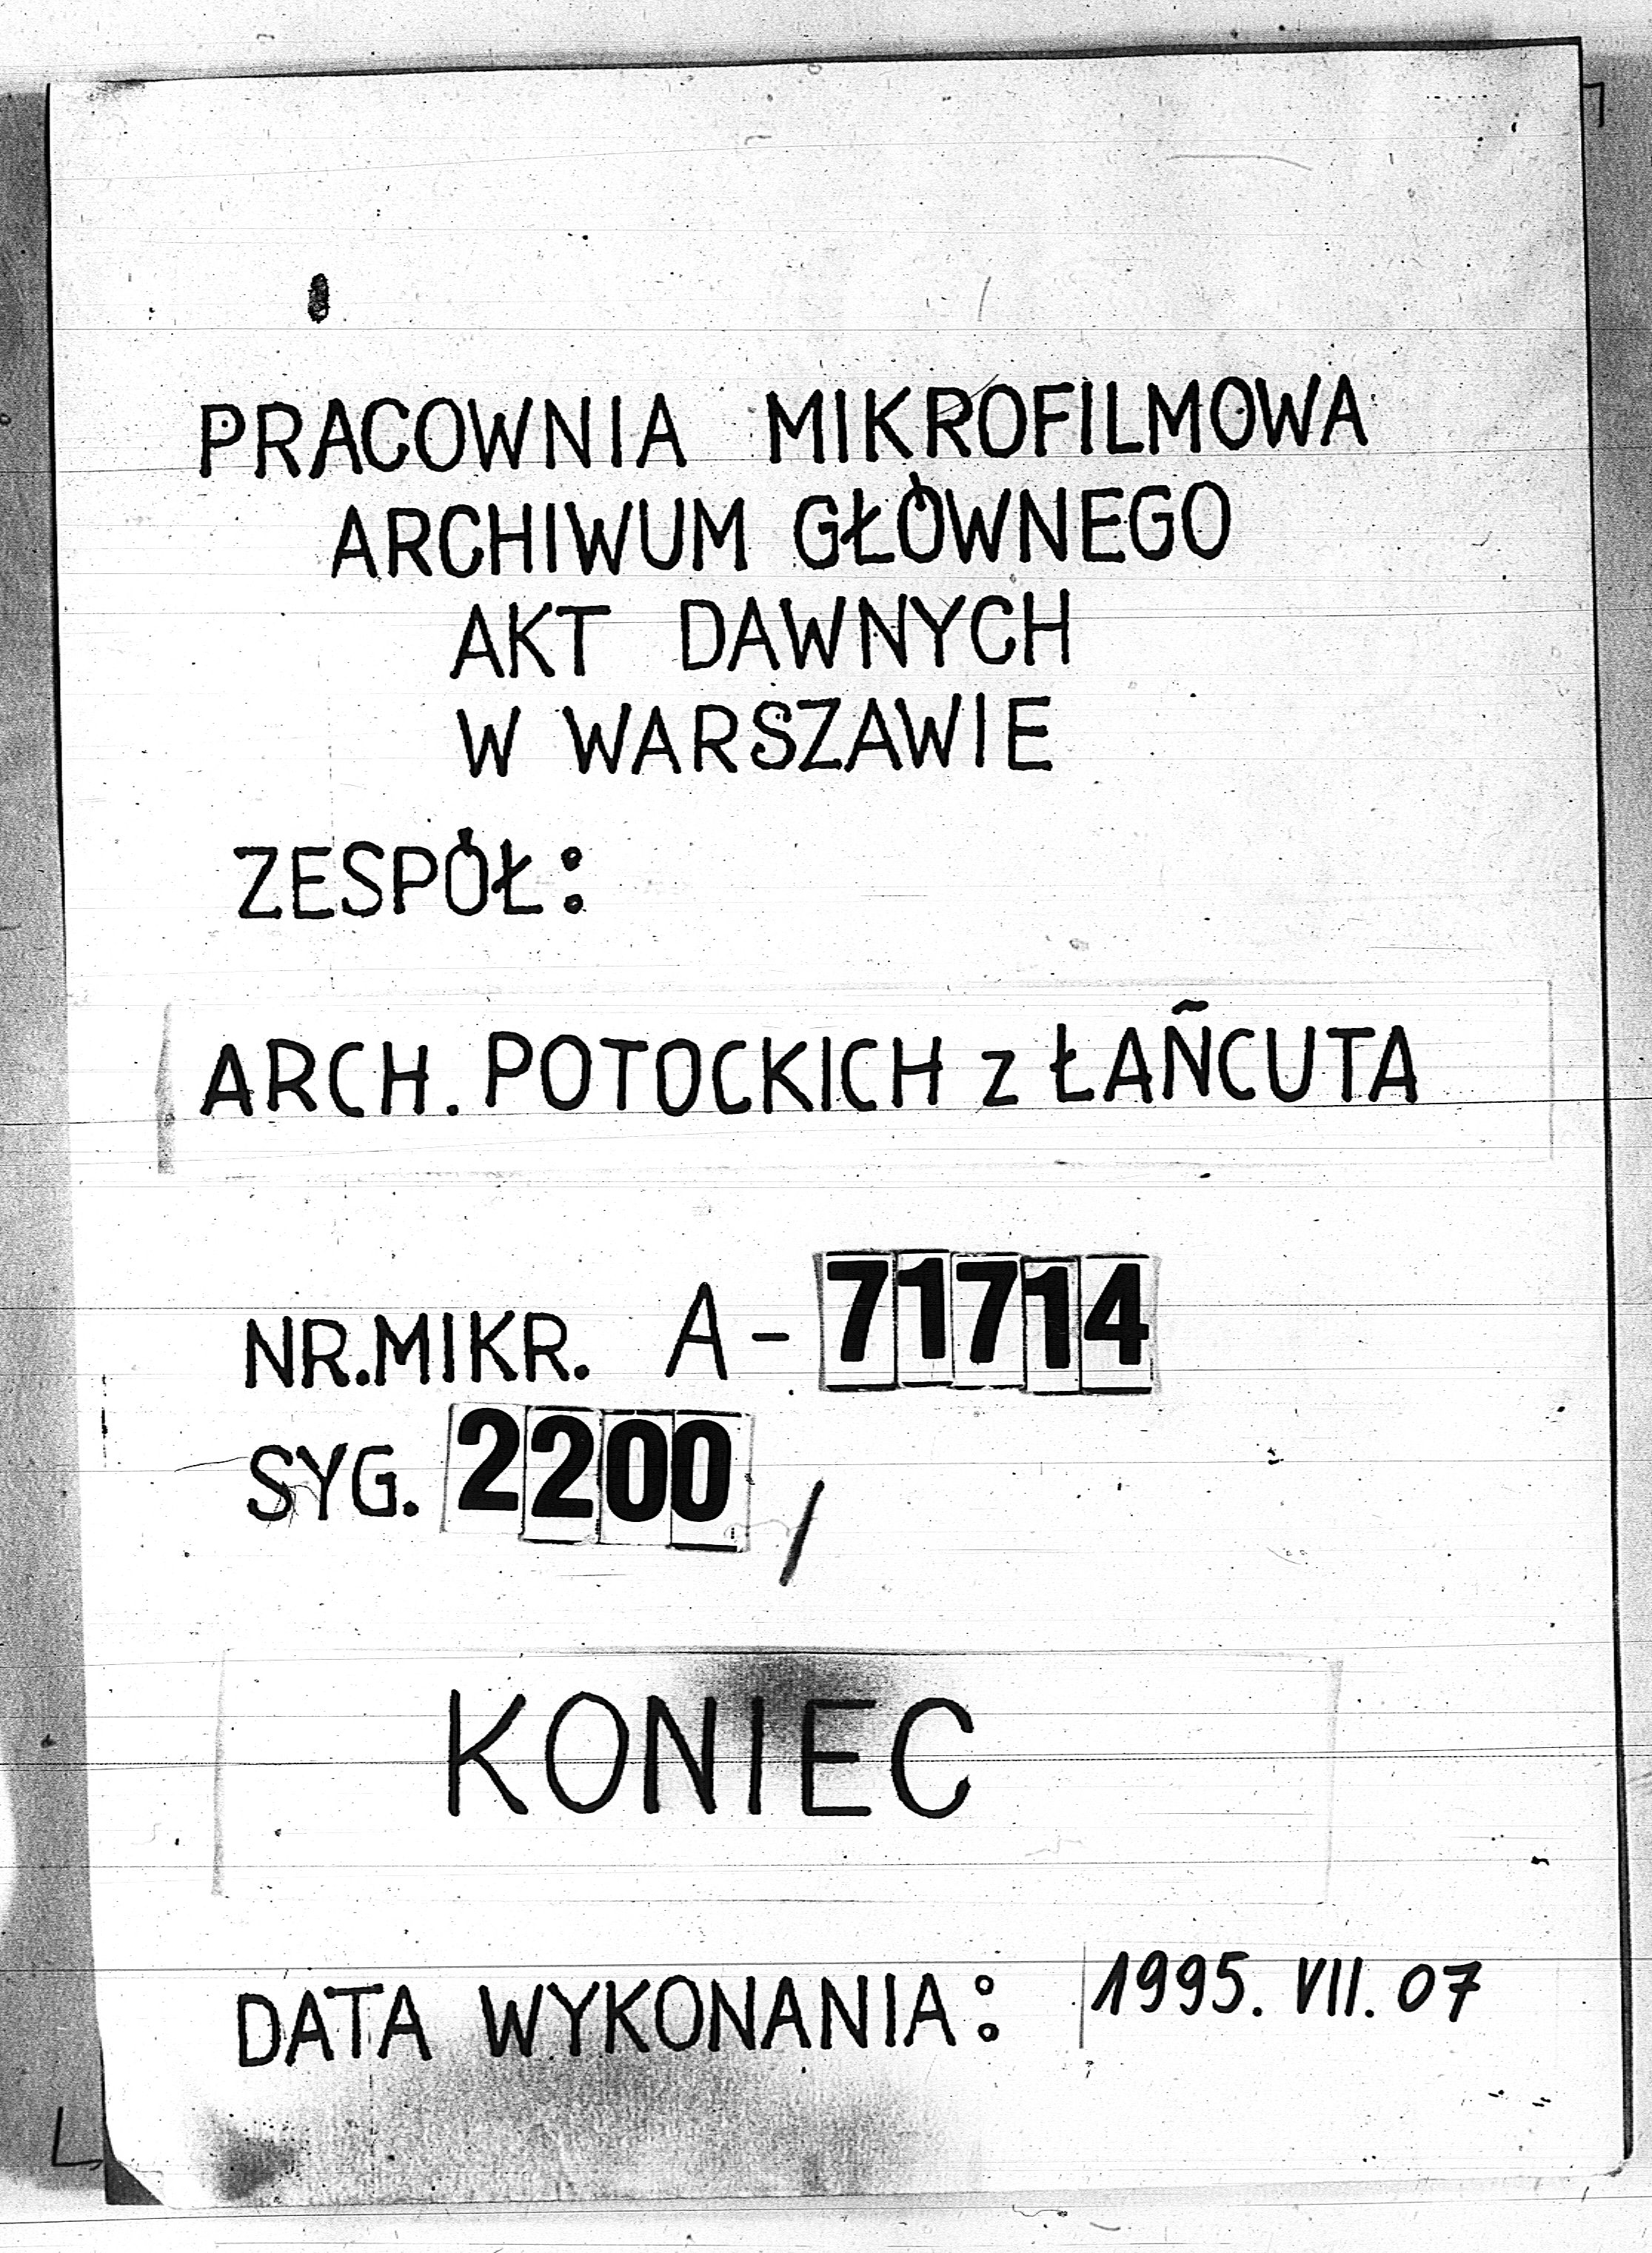 PRACOWNIA MIKROFILMOWA
ARCHIWUM GŁÓWNEGO
AKT DAWNYCH
W WARSZAWIE
ZESPÓŁ:
ARCH. POTOCKICH z ŁAŃCUTA
NR.MIKR. A-71714
SYG. 2200/
KONIEC
DATA WYKONANIA: 1995. VII. 07